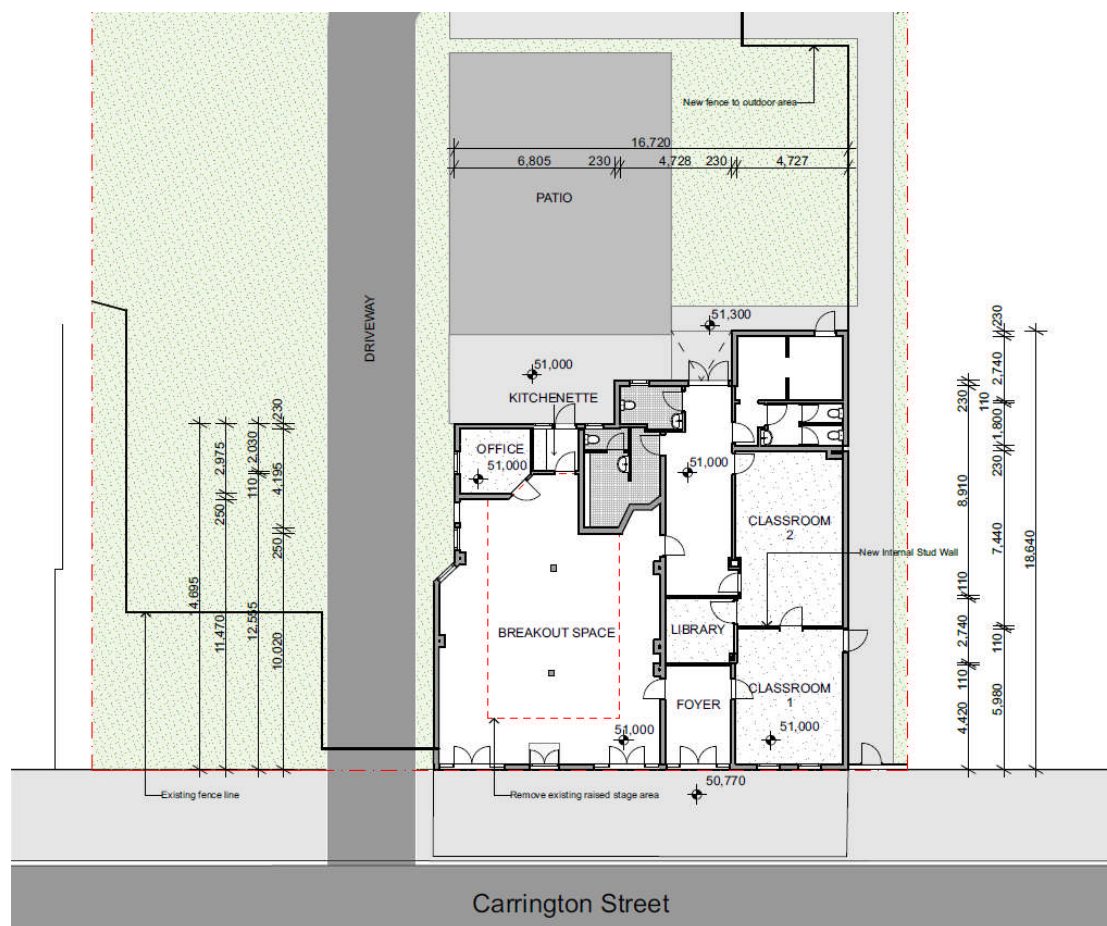 New fence to outdoor area
16,720
6,805
230
4,728
230
4,727
PATIO
DRIVEWAY
51,300
51,000
KITCHENETTE
OFFICE
51,000
51,000
CLASSROOM
2
New Internal Stud Wall
LIBRARY
BREAKOUT SPACE
CLASSROOM
1
FOYER
51,000
51,000
50,770
Existing fence line
Remove existing raised stage area
4,695
2,975
250
11,470
2,030
110
12,555
230
4,195
250
10,020
230
8,910
110
2,740
110
4,420
230
2,740
110
1,800
230
7,440
110
5,980
18,640
Carrington Street